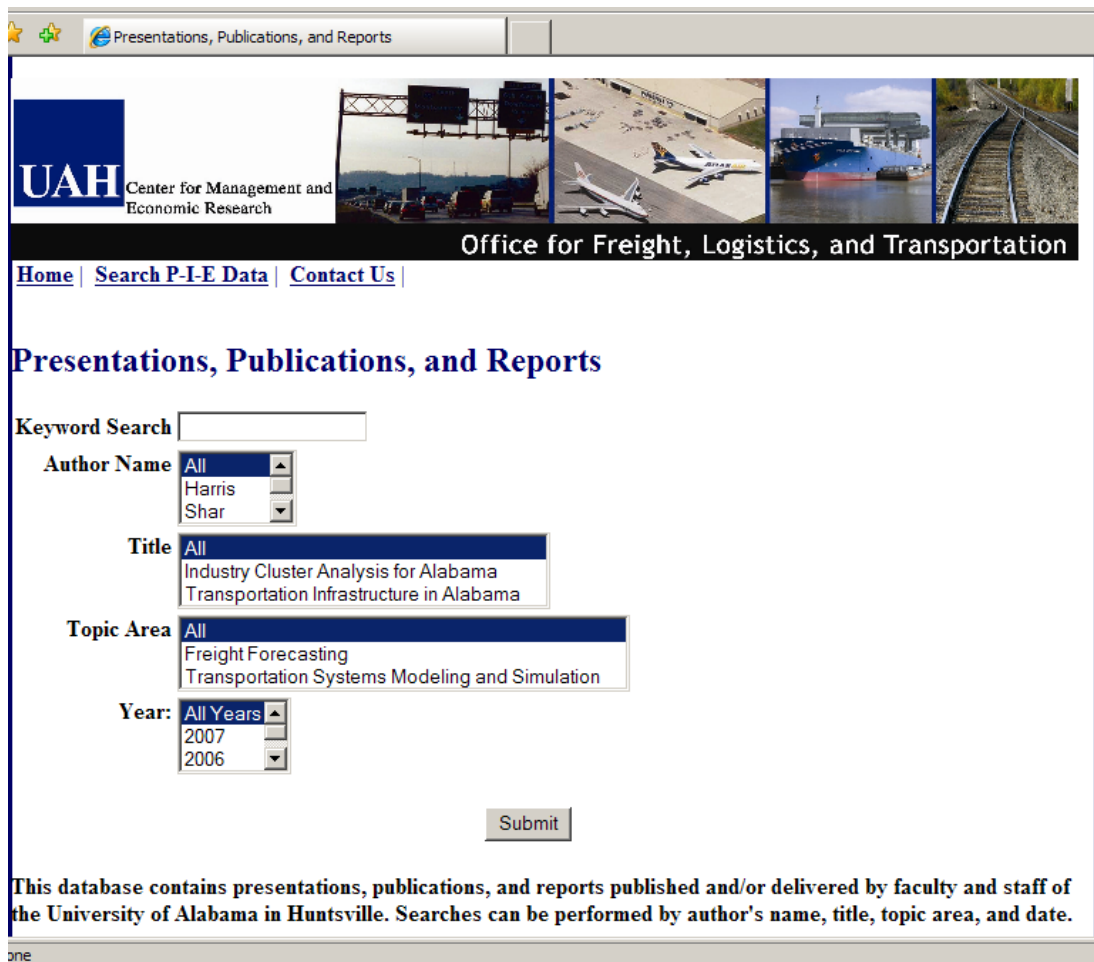 Presentations, Publications, and Reports
UAH Center for Management and
Economic Research
Office for Freight, Logistics, and Transportation
Home | Search P-I-E Data | Contact Us |
Presentations, Publications, and Reports
Keyword Search
Author Name All
Harris
Shar
Title All
Industry Cluster Analysis for Alabama
Transportation Infrastructure in Alabama
Topic Area All
Freight Forecasting
Transportation Systems Modeling and Simulation
Year: All Years
2007
2006
Submit
This database contains presentations, publications, and reports published and/or delivered by faculty and staff of
the University of Alabama in Huntsville. Searches can be performed by author's name, title, topic area, and date.
one